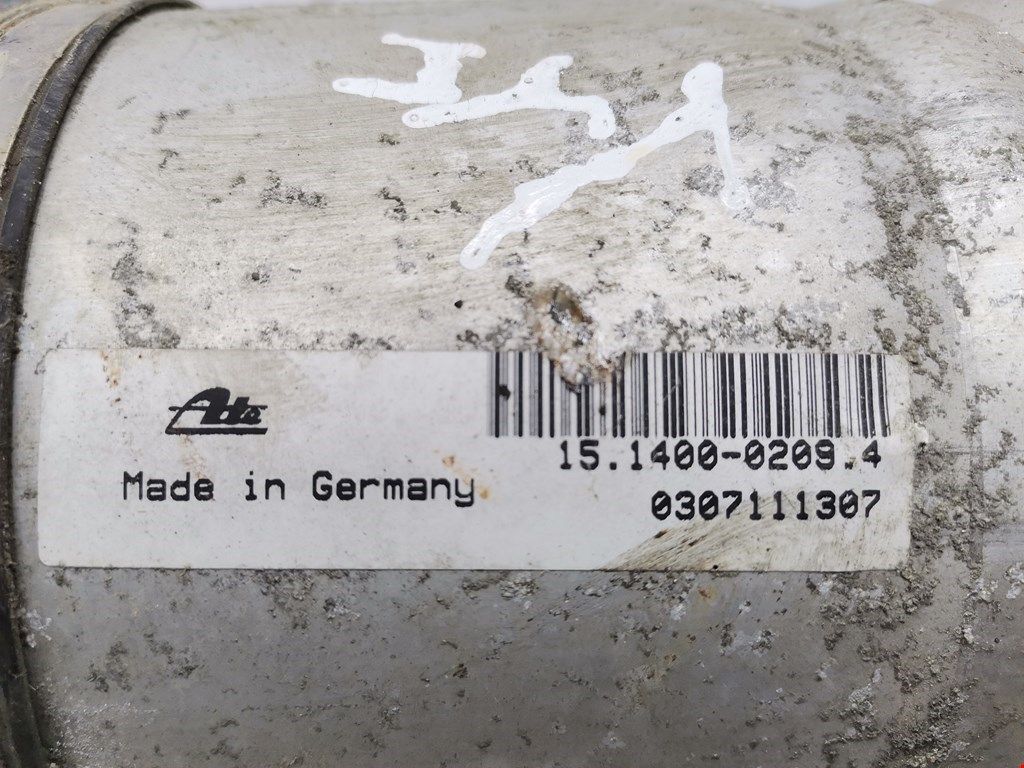 Ate
15.1400-0209.4
Made in Germany
0307111307